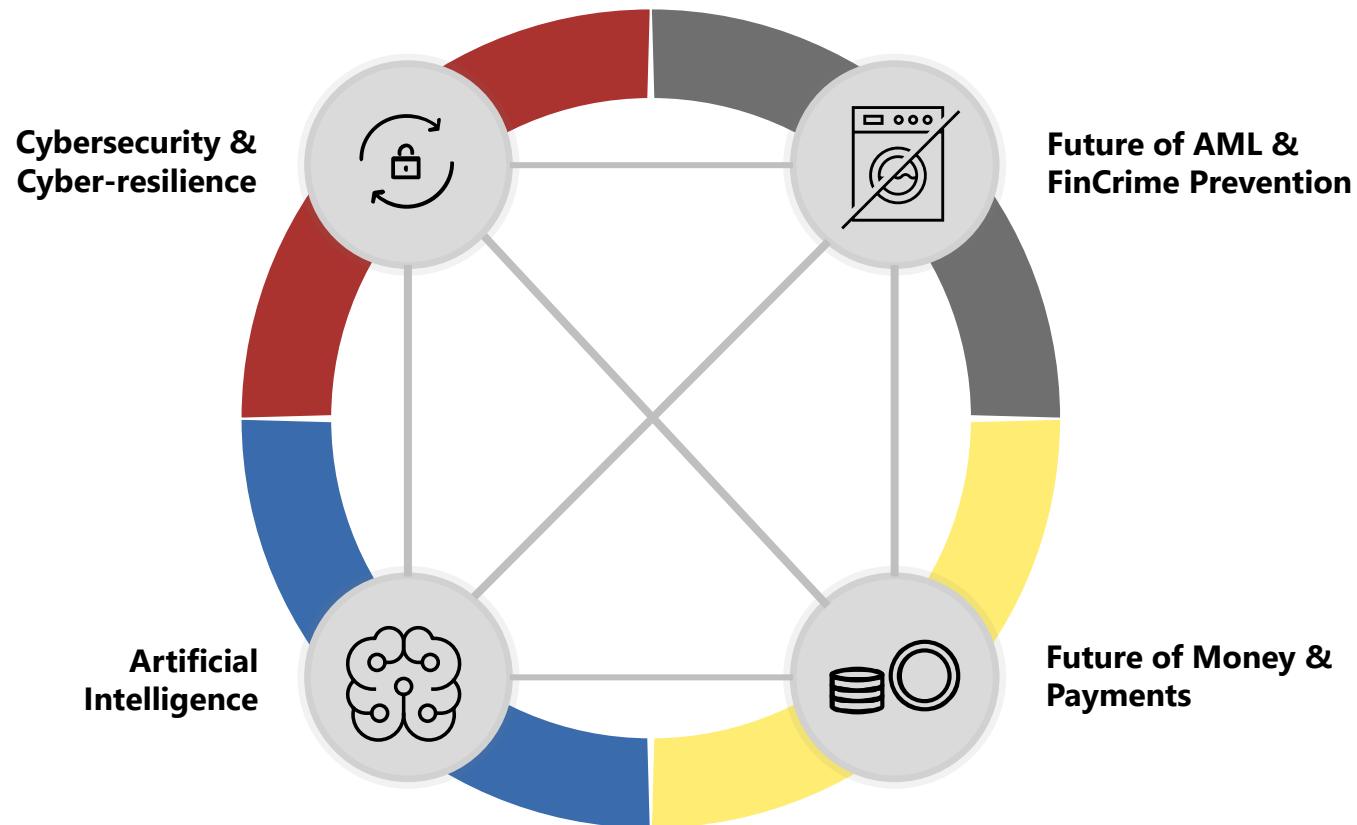 Cybersecurity &
Cyber-resilience
Future of AML &
FinCrime Prevention
Artificial
Intelligence
Future of Money &
Payments